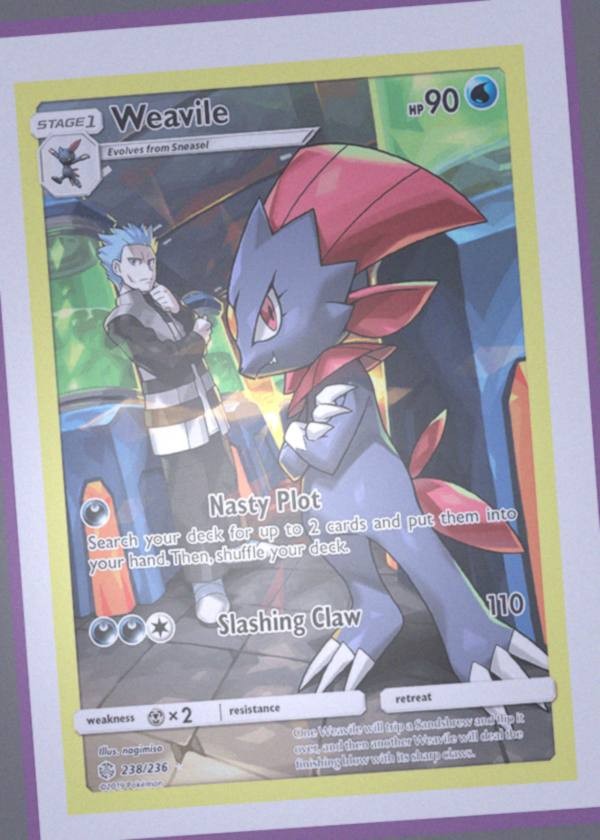 STAGE1 Weavile HP 90
Evolves from Sneasel
Nasty Plot
Search your deck for up to 2 cards and put them into
your hand. Then, shuffle your deck.
Slashing Claw 110
weakness ×2 resistance retreat
Illus. nagimiso
238/236
©2019 Pokémon
One Weavile will trip a Sandshrew and flip it
over, and then another Weavile will deal the
finishing blow with its sharp claws.